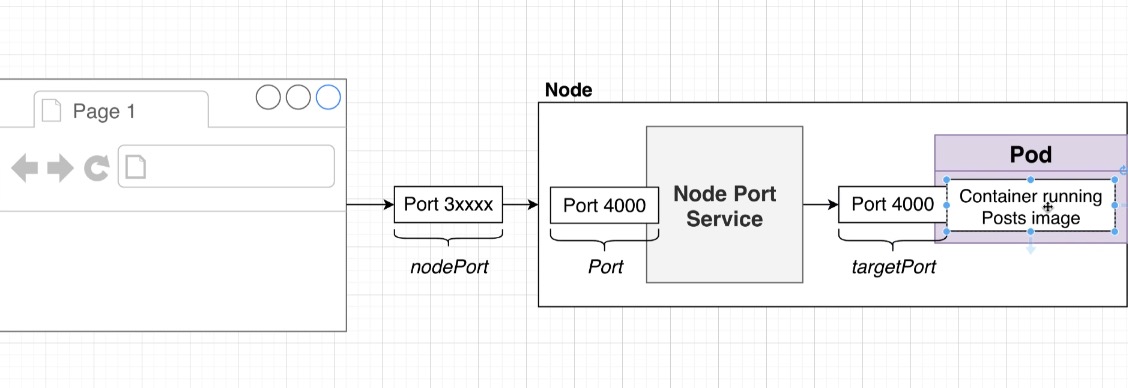 Page 1
Node
Port 3xxxx
nodePort
Port 4000
Port
Node Port
Service
Port 4000
targetPort
Pod
Container running
Posts image